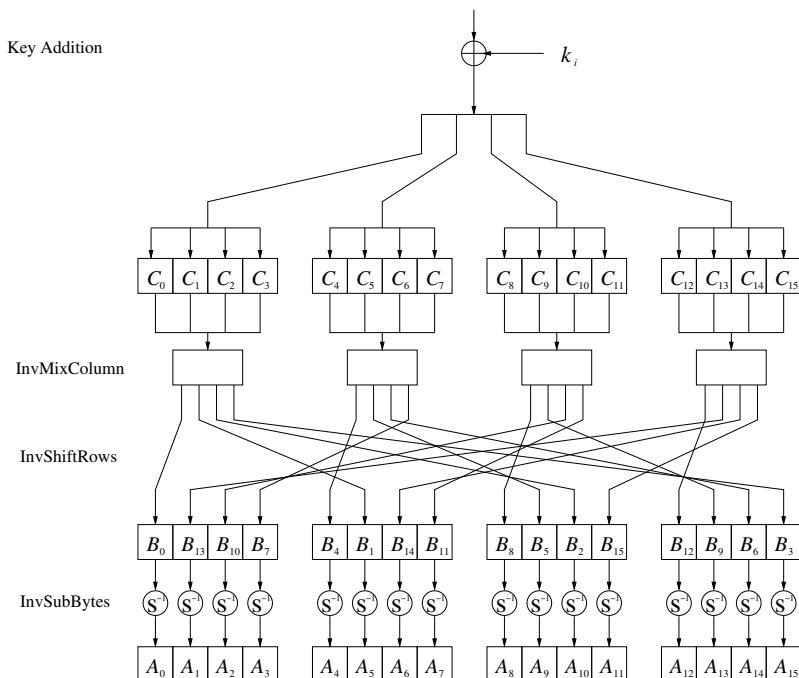 Key Addition
k_i
C_0 C_1 C_2 C_3 C_4 C_5 C_6 C_7 C_8 C_9 C_10 C_11 C_12 C_13 C_14 C_15
InvMixColumn
InvShiftRows
B_0 B_13 B_10 B_7 B_4 B_1 B_14 B_11 B_8 B_5 B_2 B_15 B_12 B_9 B_6 B_3
InvSubBytes S^-1 S^-1 S^-1 S^-1 S^-1 S^-1 S^-1 S^-1 S^-1 S^-1 S^-1 S^-1 S^-1 S^-1 S^-1 S^-1
A_0 A_1 A_2 A_3 A_4 A_5 A_6 A_7 A_8 A_9 A_10 A_11 A_12 A_13 A_14 A_15